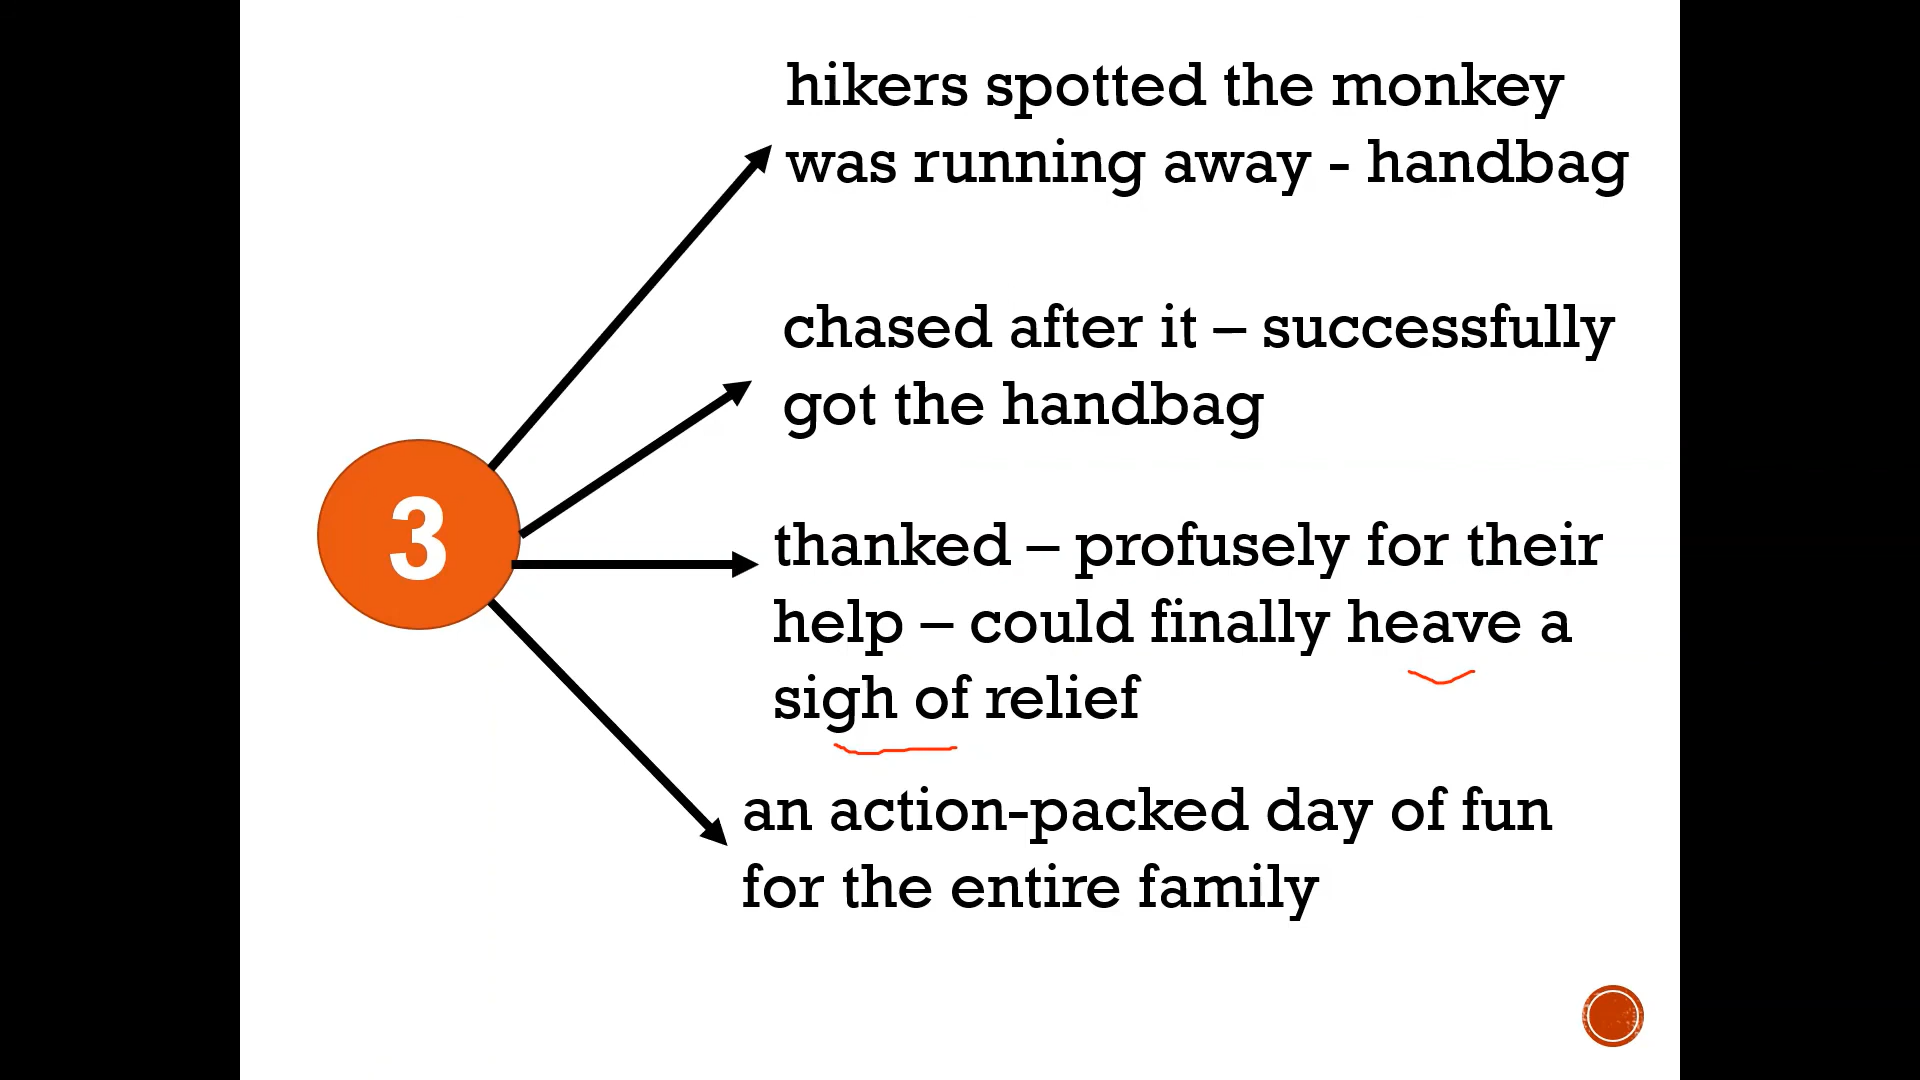 hikers spotted the monkey
was running away - handbag
chased after it – successfully
got the handbag
3
thanked – profusely for their
help – could finally heave a
sigh of relief
an action-packed day of fun
for the entire family